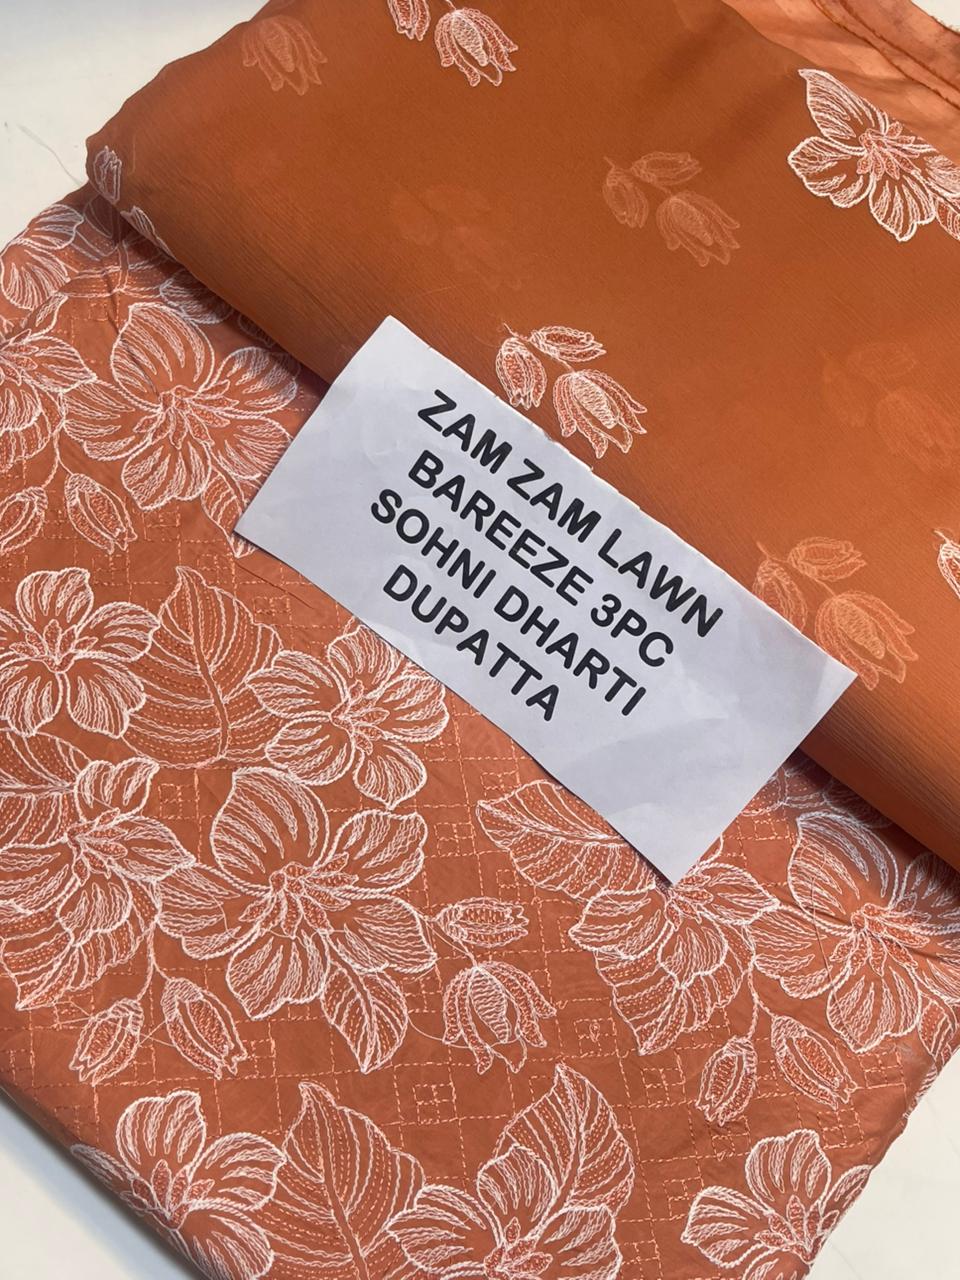 ZAM ZAM LAWN
BAREEZE 3PC
SOHNI DHARTI
DUPATTA